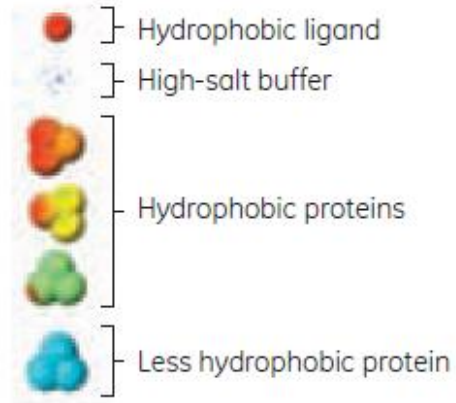 Hydrophobic ligand
High-salt buffer
Hydrophobic proteins
Less hydrophobic protein